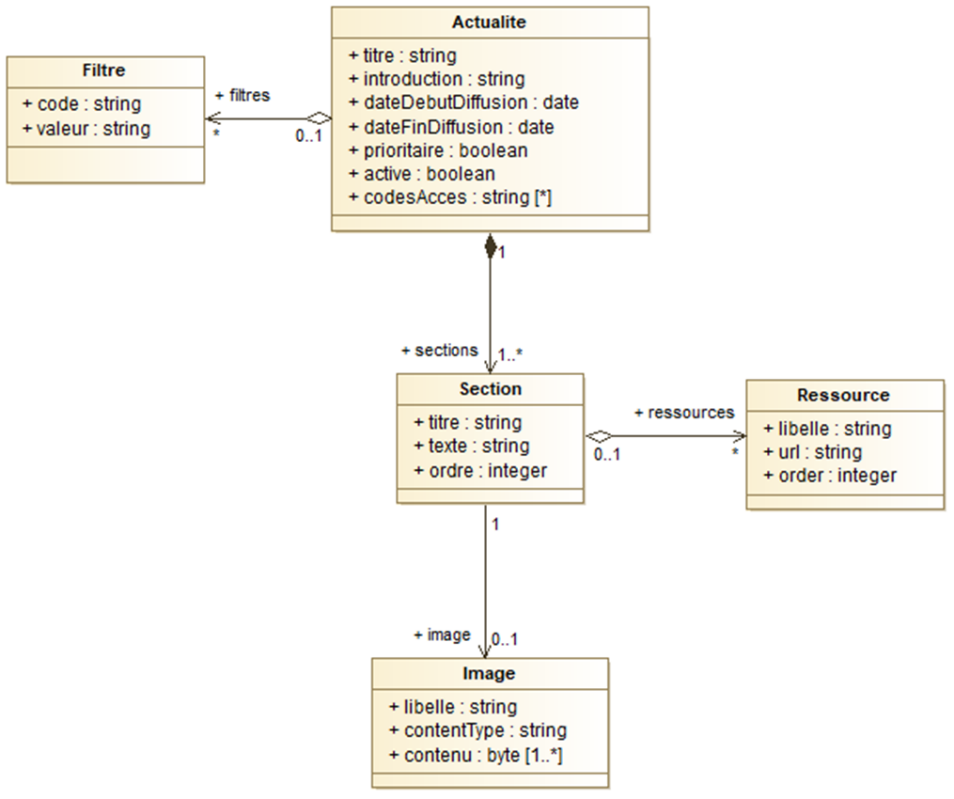 Actualite
+ titre : string
+ introduction : string
+ dateDebutDiffusion : date
+ dateFinDiffusion : date
+ prioritaire : boolean
+ active : boolean
+ codesAcces : string [*]
Filtre
+ code : string
+ valeur : string
+ filtres
*
0..1
1
+ sections
1..*
Section
+ titre : string
+ texte : string
+ ordre : integer
+ ressources
0..1
*
Ressource
+ libelle : string
+ url : string
+ order : integer
1
+ image
0..1
Image
+ libelle : string
+ contentType : string
+ contenu : byte [1..*]